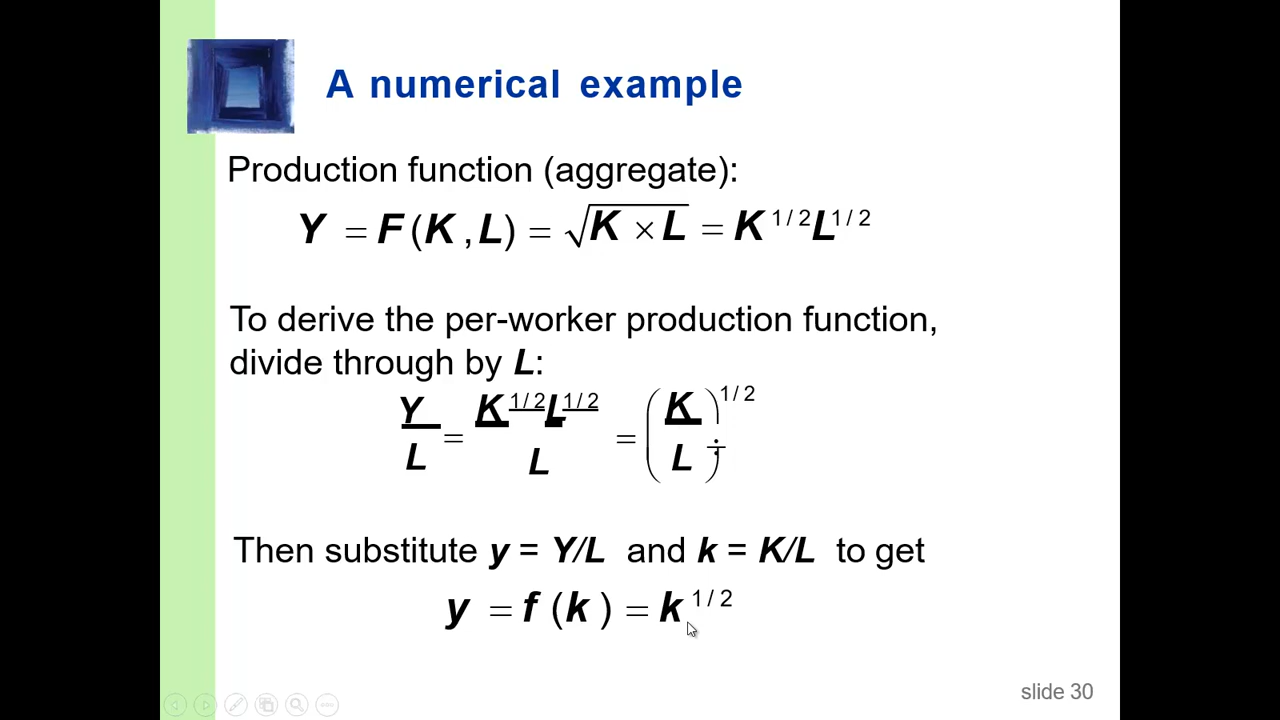 A numerical example
Production function (aggregate):
Y = F(K,L) = √K × L = K^1/2 L^1/2
To derive the per-worker production function,
divide through by L:
Y/L = K^1/2 L^1/2 / L = (K/L)^1/2
Then substitute y = Y/L and k = K/L to get
y = f(k) = k^1/2
slide 30